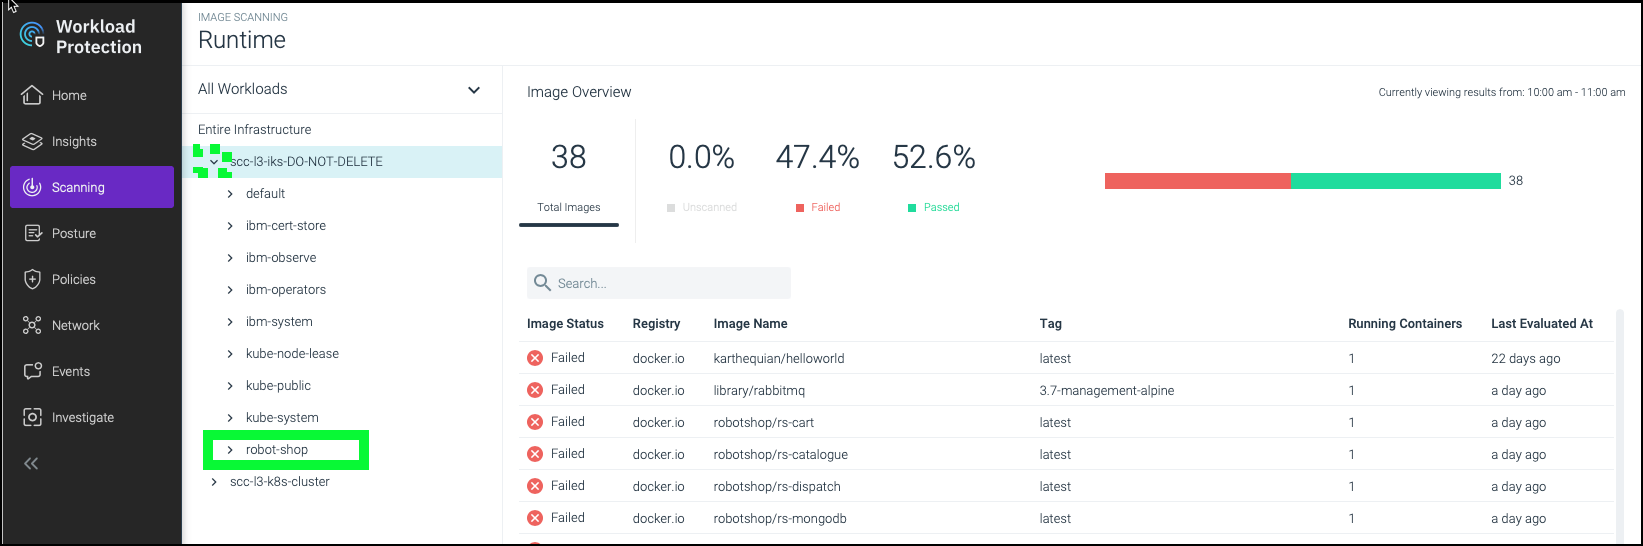 Workload
Protection
Home
Insights
Scanning
Posture
Policies
Network
Events
Investigate
IMAGE SCANNING
Runtime
All Workloads
Entire Infrastructure
scc-l3-iks-DO-NOT-DELETE
default
ibm-cert-store
ibm-observe
ibm-operators
ibm-system
kube-node-lease
kube-public
kube-system
robot-shop
scc-l3-k8s-cluster
Image Overview
Currently viewing results from: 10:00 am - 11:00 am
38 0.0% 47.4% 52.6%
38
Total Images Unscanned Failed Passed
Search...
Image Status Registry Image Name Tag Running Containers Last Evaluated At
Failed docker.io karthequian/helloworld latest 1 22 days ago
Failed docker.io library/rabbitmq 3.7-management-alpine 1 a day ago
Failed docker.io robotshop/rs-cart latest 1 a day ago
Failed docker.io robotshop/rs-catalogue latest 1 a day ago
Failed docker.io robotshop/rs-dispatch latest 1 a day ago
Failed docker.io robotshop/rs-mongodb latest 1 a day ago